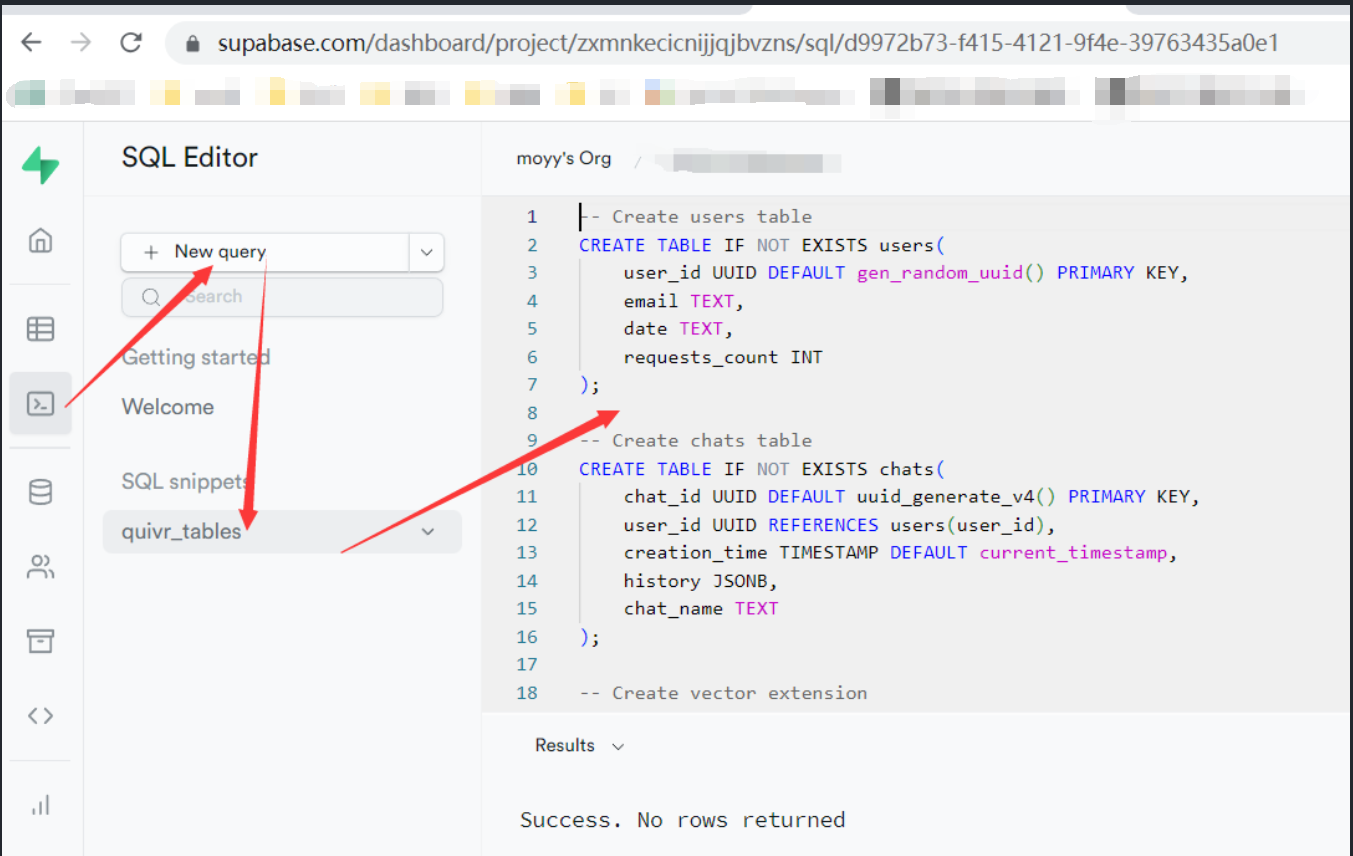 supabase.com/dashboard/project/zxmnkecicnijjqjbvzns/sql/d9972b73-f415-4121-9f4e-39763435a0e1
SQL Editor
moyy's Org /
+ New query
Search
Getting started
Welcome
SQL snippets
quivr_tables
1 -- Create users table
2 CREATE TABLE IF NOT EXISTS users(
3 user_id UUID DEFAULT gen_random_uuid() PRIMARY KEY,
4 email TEXT,
5 date TEXT,
6 requests_count INT
7 );
8
9 -- Create chats table
10 CREATE TABLE IF NOT EXISTS chats(
11 chat_id UUID DEFAULT uuid_generate_v4() PRIMARY KEY,
12 user_id UUID REFERENCES users(user_id),
13 creation_time TIMESTAMP DEFAULT current_timestamp,
14 history JSONB,
15 chat_name TEXT
16 );
17
18 -- Create vector extension
Results
Success. No rows returned